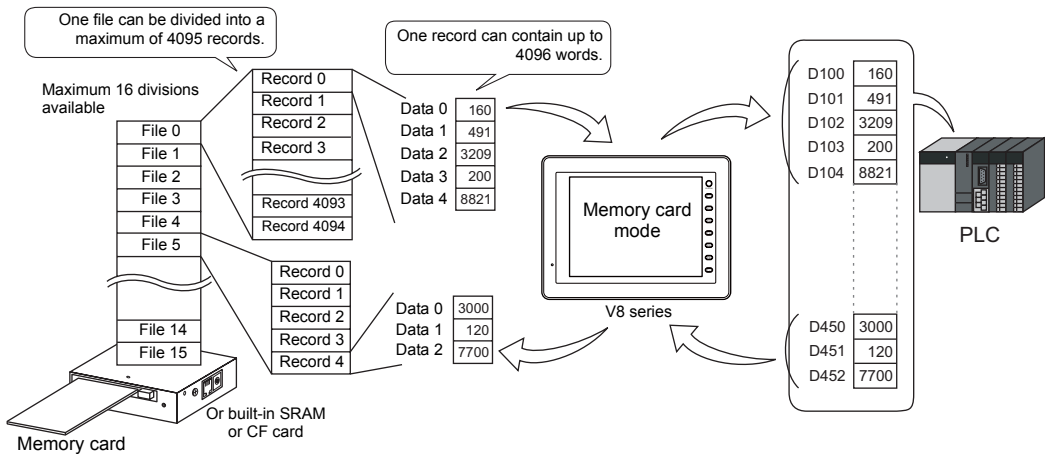 One file can be divided into a
maximum of 4095 records.
One record can contain up to
4096 words.
Maximum 16 divisions
available
File 0
File 1
File 2
File 3
File 4
File 5
File 14
File 15
Record 0
Record 1
Record 2
Record 3
Record 4093
Record 4094
Record 0
Record 1
Record 2
Record 3
Record 4
Data 0 160
Data 1 491
Data 2 3209
Data 3 200
Data 4 8821
Data 0 3000
Data 1 120
Data 2 7700
Memory card
mode
V8 series
D100 160
D101 491
D102 3209
D103 200
D104 8821
D450 3000
D451 120
D452 7700
PLC
Or built-in SRAM
or CF card
Memory card